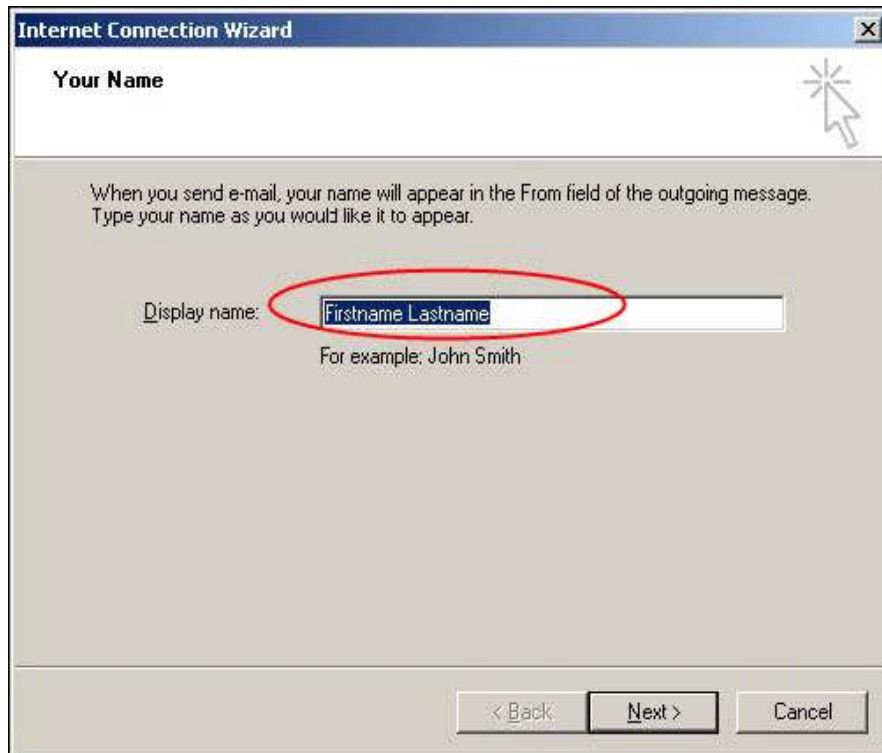 Internet Connection Wizard
Your Name
When you send e-mail, your name will appear in the From field of the outgoing message.
Type your name as you would like it to appear.
Display name:
Firstname Lastname
For example: John Smith
< Back
Next >
Cancel